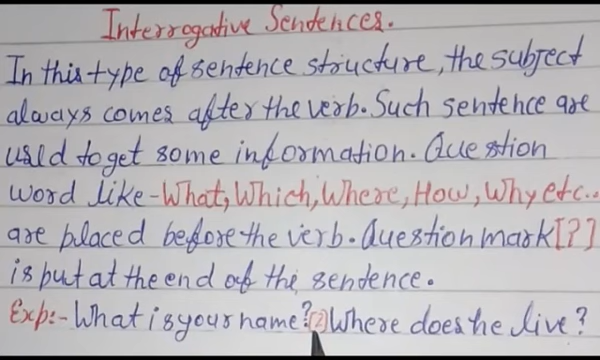 Interrogative Sentences.
In this type of sentence structure, the subject
always comes after the verb. Such sentence are
used to get some information. Question
word like - What, Which, Where, How, Why etc..
are placed before the verb. Question mark [?]
is put at the end of the sentence.
Exp:- What is your name? [2] Where does he live?